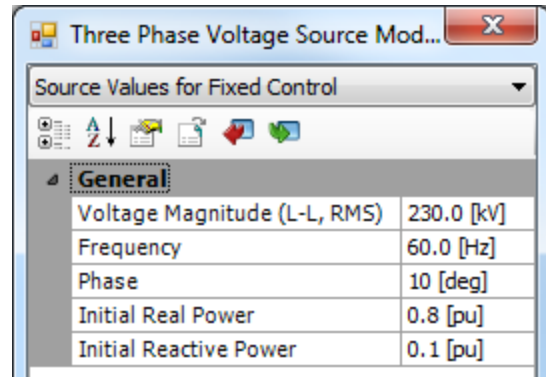 Three Phase Voltage Source Mod...
Source Values for Fixed Control
General
Voltage Magnitude (L-L, RMS) 230.0 [kV]
Frequency 60.0 [Hz]
Phase 10 [deg]
Initial Real Power 0.8 [pu]
Initial Reactive Power 0.1 [pu]